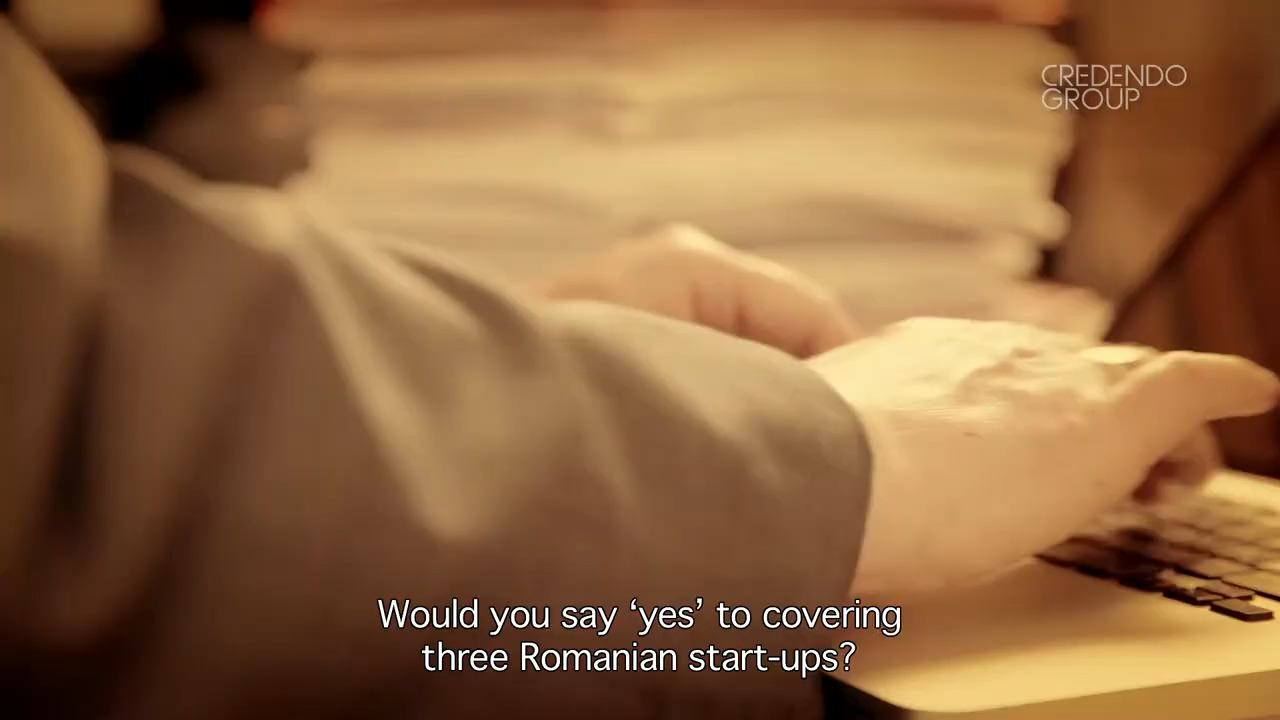 CREDENDO
GROUP
Would you say ‘yes’ to covering
three Romanian start-ups?